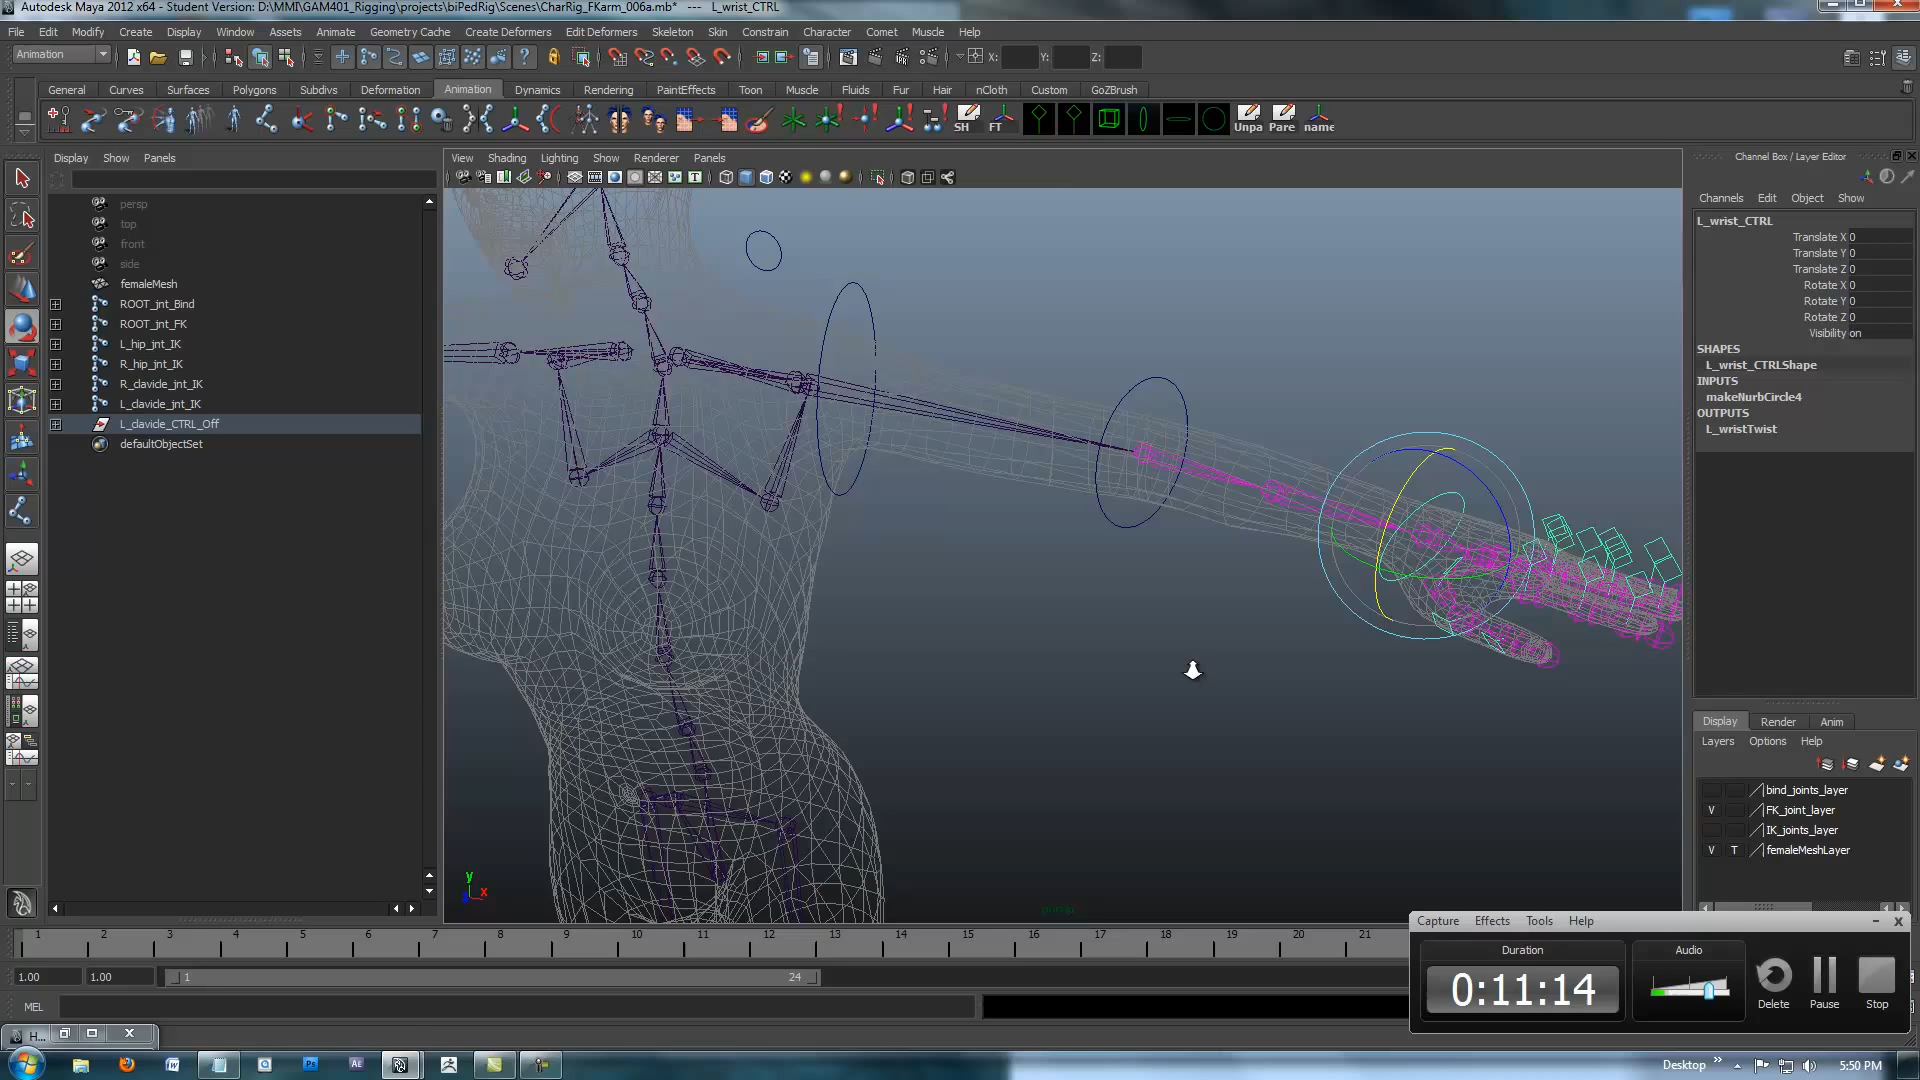 Autodesk Maya 2012 x64 - Student Version: D:\MMI\GAM401_Rigging\projects\biPedRig\Scenes\CharRig_FKarm_006a.mb* --- L_wrist_CTRL
File Edit Modify Create Display Window Assets Animate Geometry Cache Create Deformers Edit Deformers Skeleton Skin Constrain Character Comet Muscle Help
Animation X: Y: Z:
General Curves Surfaces Polygons Subdivs Deformation Animation Dynamics Rendering PaintEffects Toon Muscle Fluids Fur Hair nCloth Custom GoZBrush
SH FT Unpa Pare name
Display Show Panels
View Shading Lighting Show Renderer Panels
Channel Box / Layer Editor
Channels Edit Object Show
persp
top
front
side
femaleMesh
ROOT_jnt_Bind
ROOT_jnt_FK
L_hip_jnt_IK
R_hip_jnt_IK
R_clavicle_jnt_IK
L_clavicle_jnt_IK
L_clavicle_CTRL_Off
defaultObjectSet
L_wrist_CTRL
Translate X 0
Translate Y 0
Translate Z 0
Rotate X 0
Rotate Y 0
Rotate Z 0
Visibility on
SHAPES
L_wrist_CTRLShape
INPUTS
makeNurbCircle4
OUTPUTS
L_wristTwist
Display Render Anim
Layers Options Help
bind_joints_layer
V FK_joint_layer
IK_joints_layer
V T femaleMeshLayer
y
x
persp
1 2 3 4 5 6 7 8 9 10 11 12 13 14 15 16 17 18 19 20 21
1.00 1.00 1 24
MEL
Capture Effects Tools Help
Duration Audio
0:11:14
Delete Pause Stop
H...
Desktop 5:50 PM